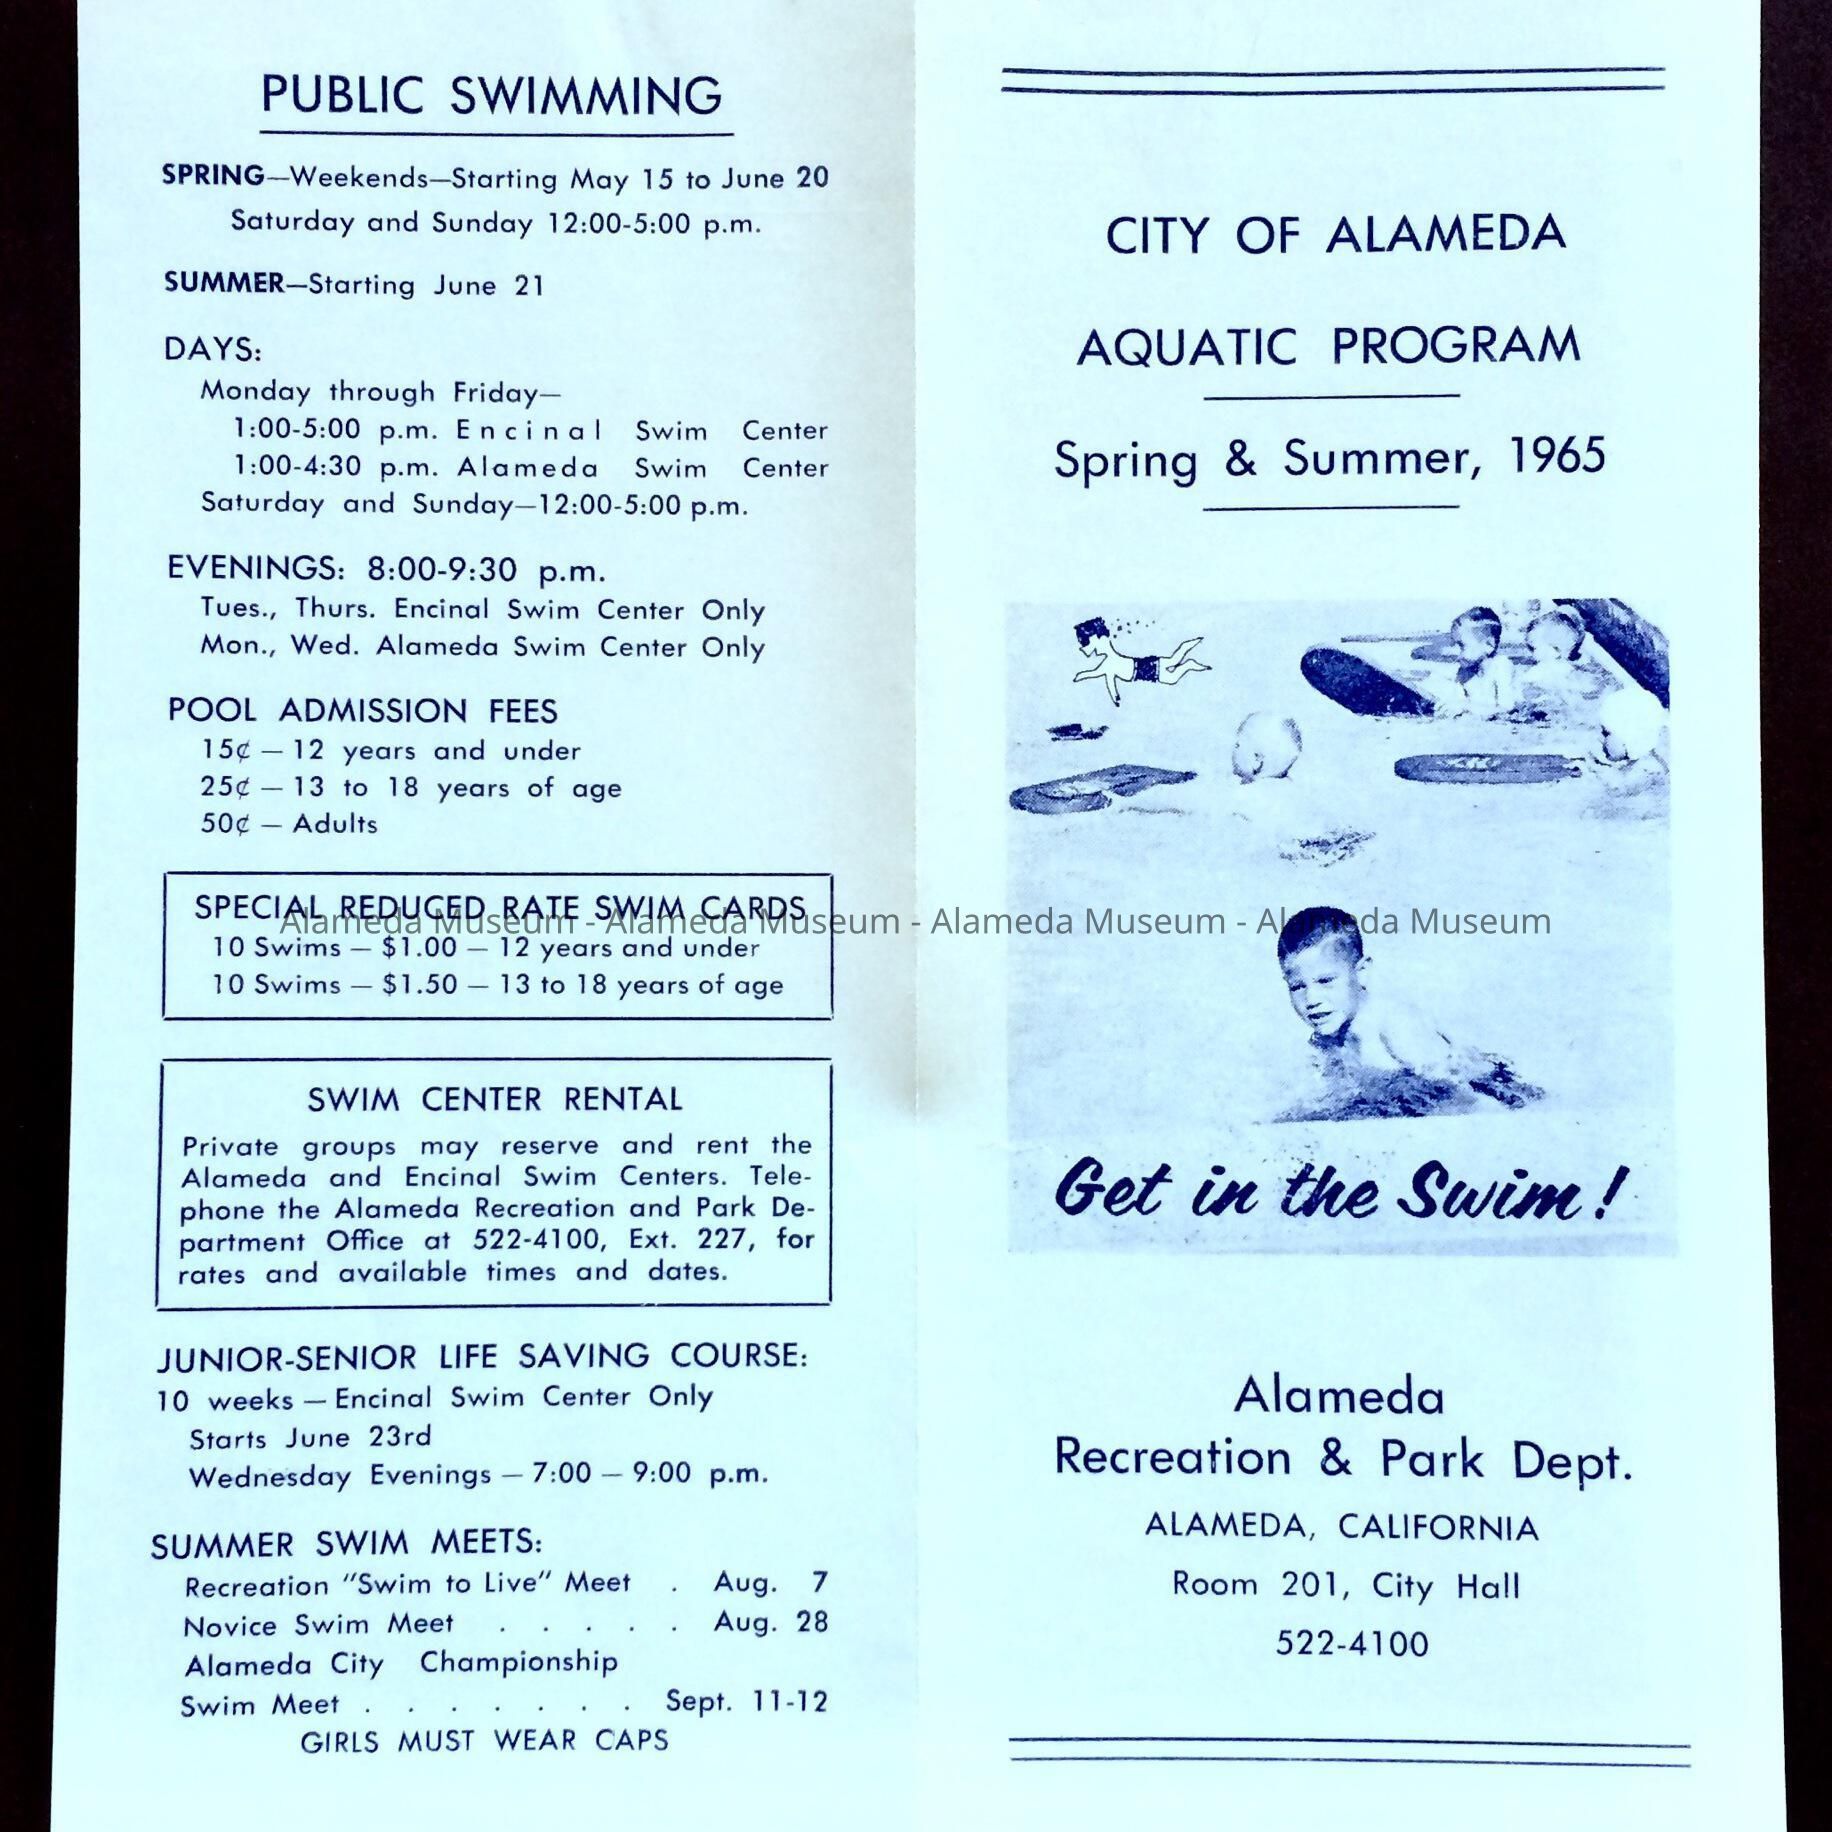 PUBLIC SWIMMING
SPRING—Weekends—Starting May 15 to June 20
Saturday and Sunday 12:00-5:00 p.m.
SUMMER—Starting June 21
DAYS:
Monday through Friday—
1:00-5:00 p.m. Encinal Swim Center
1:00-4:30 p.m. Alameda Swim Center
Saturday and Sunday—12:00-5:00 p.m.
EVENINGS: 8:00-9:30 p.m.
Tues., Thurs. Encinal Swim Center Only
Mon., Wed. Alameda Swim Center Only
POOL ADMISSION FEES
15¢ — 12 years and under
25¢ — 13 to 18 years of age
50¢ — Adults
SPECIAL REDUCED RATE SWIM CARDS
10 Swims — $1.00 — 12 years and under
10 Swims — $1.50 — 13 to 18 years of age
SWIM CENTER RENTAL
Private groups may reserve and rent the
Alameda and Encinal Swim Centers. Tele-
phone the Alameda Recreation and Park De-
partment Office at 522-4100, Ext. 227, for
rates and available times and dates.
JUNIOR-SENIOR LIFE SAVING COURSE:
10 weeks — Encinal Swim Center Only
Starts June 23rd
Wednesday Evenings — 7:00 — 9:00 p.m.
SUMMER SWIM MEETS:
Recreation "Swim to Live" Meet . Aug. 7
Novice Swim Meet . . . . . Aug. 28
Alameda City Championship
Swim Meet . . . . . . . Sept. 11-12
GIRLS MUST WEAR CAPS
CITY OF ALAMEDA
AQUATIC PROGRAM
Spring & Summer, 1965
Get in the Swim!
Alameda
Recreation & Park Dept.
ALAMEDA, CALIFORNIA
Room 201, City Hall
522-4100
Alameda Museum - Alameda Museum - Alameda Museum - Alameda Museum